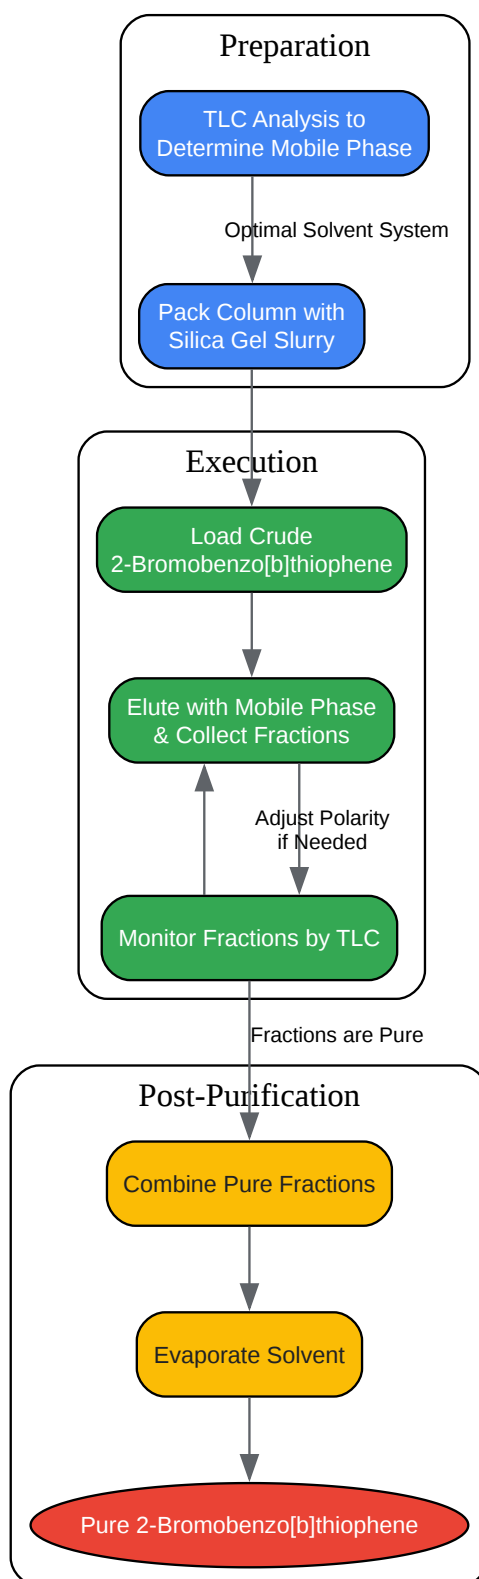 Preparation
TLC Analysis to
Determine Mobile Phase
Optimal Solvent System
Pack Column with
Silica Gel Slurry
Execution
Load Crude
2-Bromobenzo[b]thiophene
Elute with Mobile Phase
& Collect Fractions
Adjust Polarity
if Needed
Monitor Fractions by TLC
Fractions are Pure
Post-Purification
Combine Pure Fractions
Evaporate Solvent
Pure 2-Bromobenzo[b]thiophene